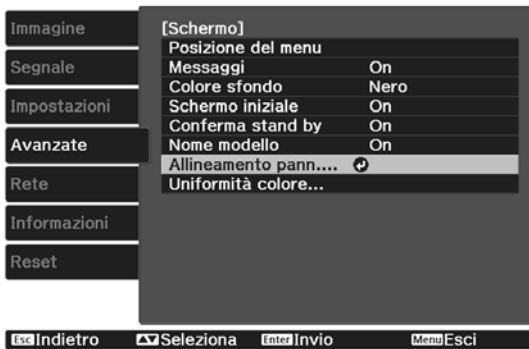 Immagine
Segnale
Impostazioni
Avanzate
Rete
Informazioni
Reset
[Schermo]
Posizione del menu
Messaggi On
Colore sfondo Nero
Schermo iniziale On
Conferma stand by On
Nome modello On
Allineamento pann....
Uniformità colore...
Esc Indietro Seleziona Enter Invio Menu Esci